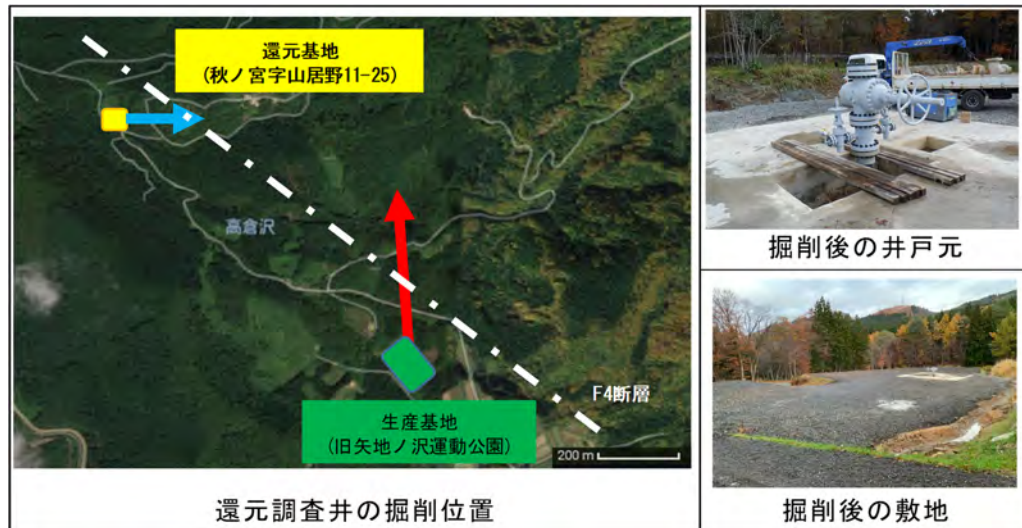 還元基地
(秋ノ宮字山居野11-25)
高倉沢
F4断層
生産基地
(旧矢地ノ沢運動公園)
200 m
還元調査井の掘削位置
掘削後の井戸元
掘削後の敷地